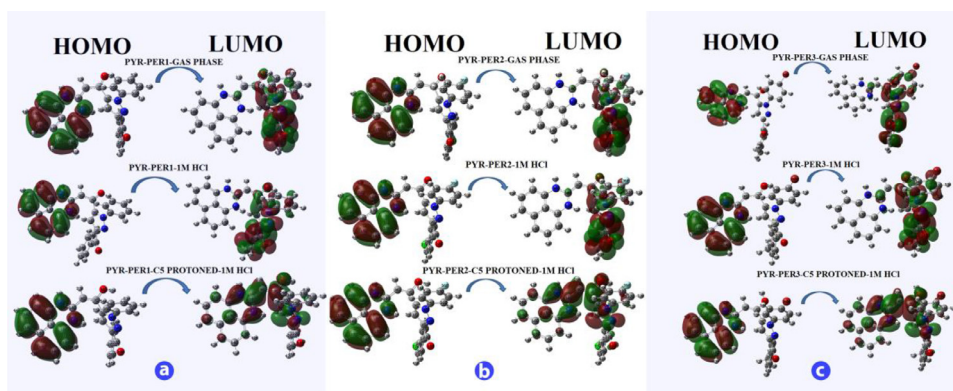 HOMO LUMO
PYR-PER1-GAS PHASE
PYR-PER1-1M HCl
PYR-PER1-C5 PROTONED-1M HCl
a
HOMO LUMO
PYR-PER2-GAS PHASE
PYR-PER2-1M HCl
PYR-PER2-C5 PROTONED-1M HCl
b
HOMO LUMO
PYR-PER3-GAS PHASE
PYR-PER3-1M HCl
PYR-PER3-C5 PROTONED-1M HCl
c